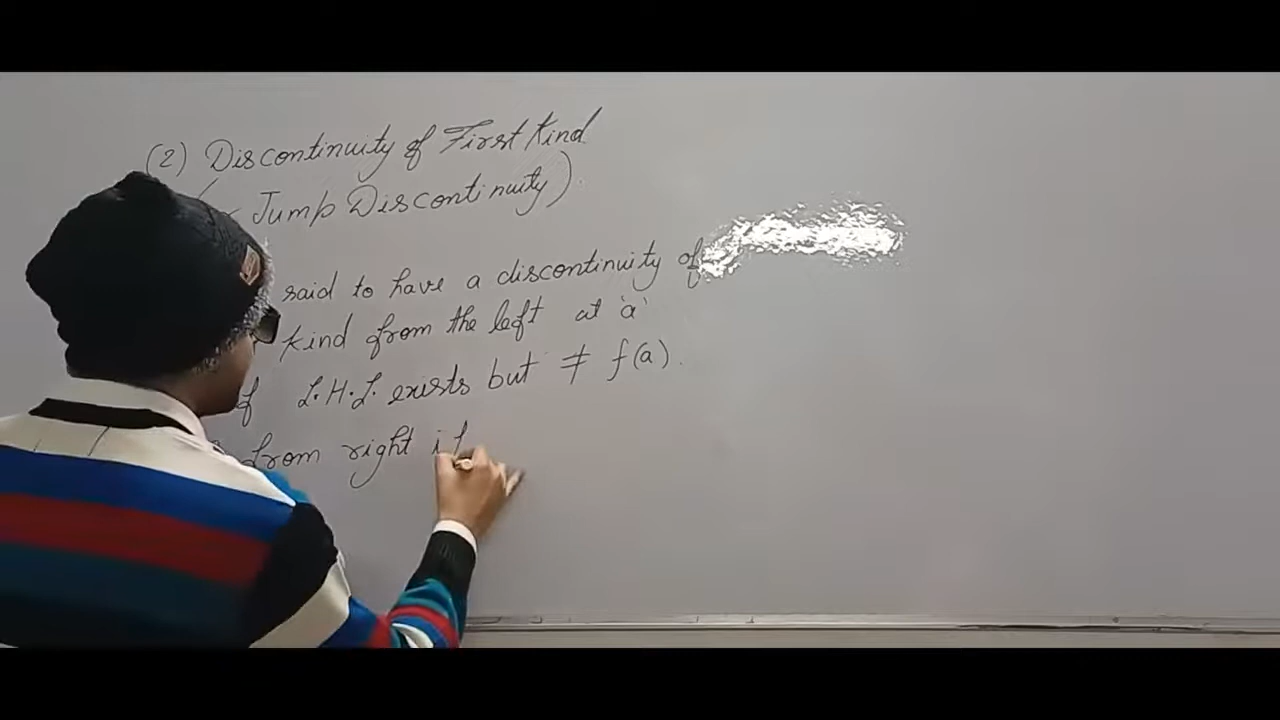 (2) Discontinuity of First Kind
( Jump Discontinuity).
said to have a discontinuity of
kind from the left at 'a'
if L.H.L. exists but ≠ f(a).
from right if